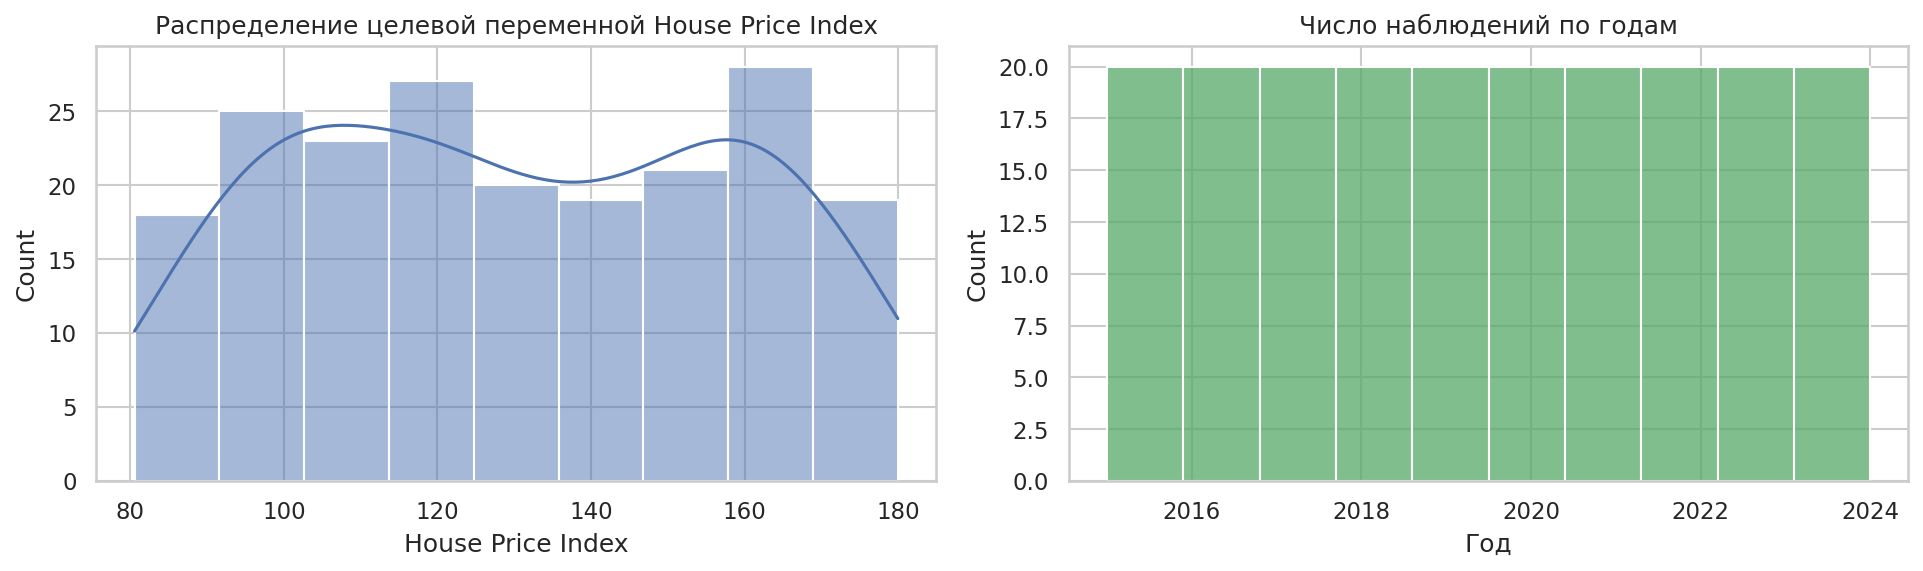 Распределение целевой переменной House Price Index
Count
25
20
15
10
5
0
80 100 120 140 160 180
House Price Index
Число наблюдений по годам
Count
20.0
17.5
15.0
12.5
10.0
7.5
5.0
2.5
0.0
2016 2018 2020 2022 2024
Год